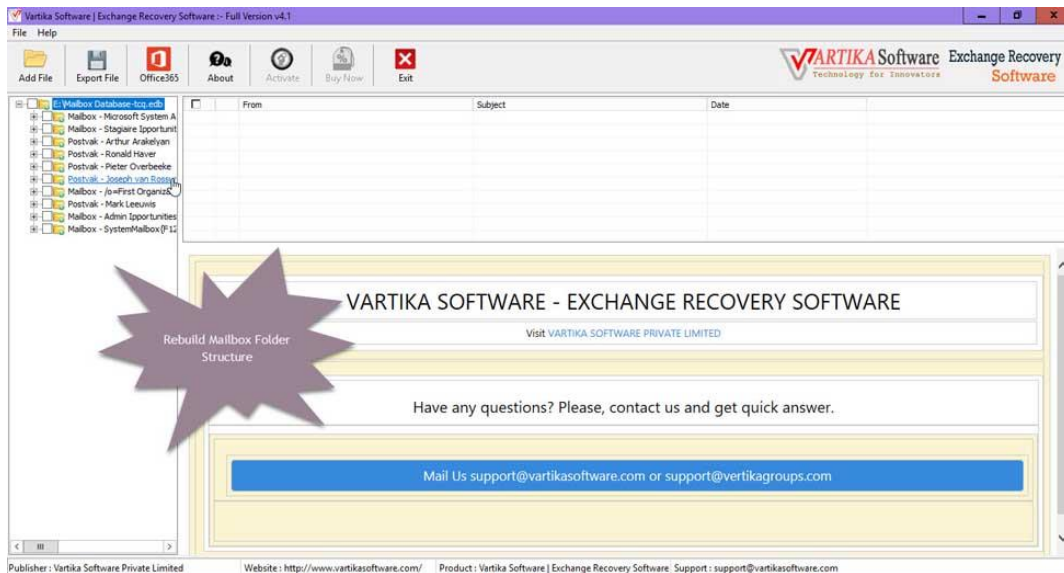 Vartika Software | Exchange Recovery Software :- Full Version v4.1
File Help
Add File Export File Office365 About Activate Buy Now Exit
VARTIKA Software Exchange Recovery
Technology for Innovators Software
E:\Mailbox Database-tcq.edb
Mailbox - Microsoft System A
Mailbox - Stagiaire Ipportunit
Postvak - Arthur Arakelyan
Postvak - Ronald Haver
Postvak - Pieter Overbeeke
Postvak - Joseph van
Mailbox - /o=First
Postvak - Mark Leeuwis
Mailbox - Admin Ipportunities
Mailbox - SystemMailbox{F12
From Subject Date
Rebuild Mailbox Folder
Structure
VARTIKA SOFTWARE - EXCHANGE RECOVERY SOFTWARE
Visit VARTIKA SOFTWARE PRIVATE LIMITED
Have any questions? Please, contact us and get quick answer.
Mail Us support@vartikasoftware.com or support@vertikagroups.com
Publisher : Vartika Software Private Limited Website : http://www.vartikasoftware.com/ Product : Vartika Software | Exchange Recovery Software Support : support@vartikasoftware.com